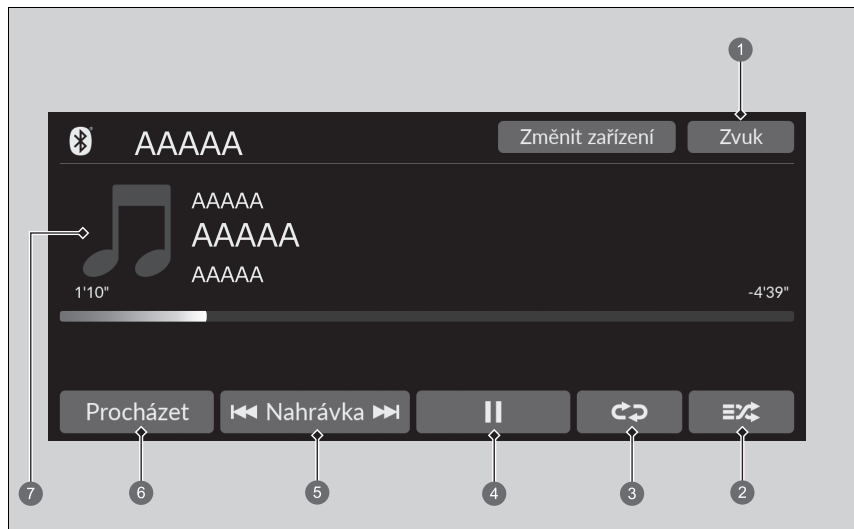 1
AAAAA
Změnit zařízení
Zvuk
AAAAA
AAAAA
AAAAA
7
1'10"
-4'39"
Procházet
Nahrávka
6
5
4
3
2